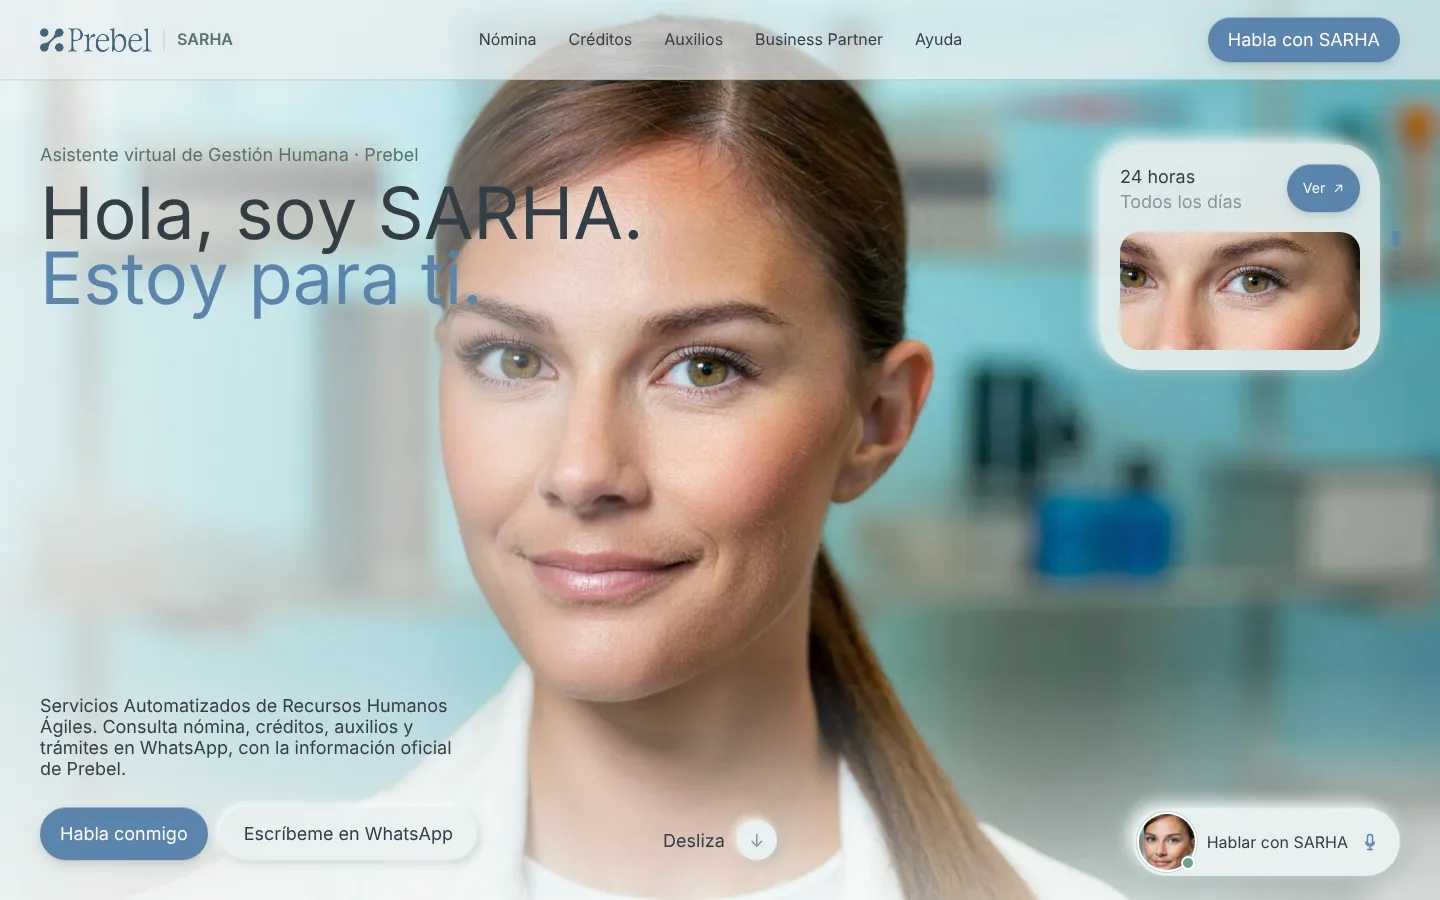 Prebel
SARHA
Nómina
Créditos
Auxilios
Business Partner
Ayuda
Habla con SARHA
Asistente virtual de Gestión Humana · Prebel
Hola, soy SARHA.
Estoy para ti.
24 horas
Todos los días
Ver
Servicios Automatizados de Recursos Humanos
Ágiles. Consulta nómina, créditos, auxilios y
trámites en WhatsApp, con la información oficial
de Prebel.
Habla conmigo
Escríbeme en WhatsApp
Desliza
Hablar con SARHA